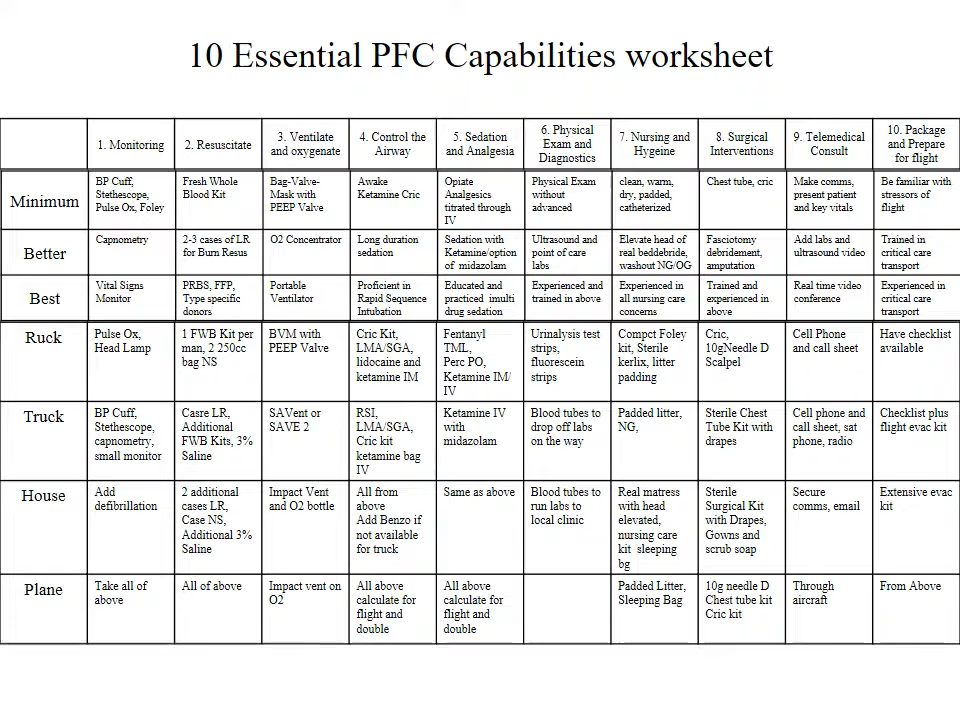 10 Essential PFC Capabilities worksheet
1. Monitoring
2. Resuscitate
3. Ventilate
and oxygenate
4. Control the
Airway
5. Sedation
and Analgesia
6. Physical
Exam and
Diagnostics
7. Nursing and
Hygeine
8. Surgical
Interventions
9. Telemedical
Consult
10. Package
and Prepare
for flight
Minimum
BP Cuff,
Stethescope,
Pulse Ox, Foley
Fresh Whole
Blood Kit
Bag-Valve-
Mask with
PEEP Valve
Awake
Ketamine Cric
Opiate
Analgesics
titrated through
IV
Physical Exam
without
advanced
clean, warm,
dry, padded,
catheterized
Chest tube, cric
Make comms,
present patient
and key vitals
Be familiar with
stressors of
flight
Better
Capnometry
2-3 cases of LR
for Burn Resus
O2 Concentrator
Long duration
sedation
Sedation with
Ketamine/option
of midazolam
Ultrasound and
point of care
labs
Elevate head of
real beddebride,
washout NG/OG
Fasciotomy
debridement,
amputation
Add labs and
ultrasound video
Trained in
critical care
transport
Best
Vital Signs
Monitor
PRBS, FFP,
Type specific
donors
Portable
Ventilator
Proficient in
Rapid Sequence
Intubation
Educated and
practiced imulti
drug sedation
Experienced and
trained in above
Experienced in
all nursing care
concerns
Trained and
experienced in
above
Real time video
conference
Experienced in
critical care
transport
Ruck
Pulse Ox,
Head Lamp
1 FWB Kit per
man, 2 250cc
bag NS
BVM with
PEEP Valve
Cric Kit,
LMA/SGA,
lidocaine and
ketamine IM
Fentanyl
TML,
Perc PO,
Ketamine IM/
IV
Urinalysis test
strips,
fluorescein
strips
Compct Foley
kit, Sterile
kerlix, litter
padding
Cric,
10gNeedle D
Scalpel
Cell Phone
and call sheet
Have checklist
available
Truck
BP Cuff,
Stethescope,
capnometry,
small monitor
Casre LR,
Additional
FWB Kits, 3%
Saline
SAVent or
SAVE 2
RSI,
LMA/SGA,
Cric kit
ketamine bag
IV
Ketamine IV
with
midazolam
Blood tubes to
drop off labs
on the way
Padded litter,
NG,
Sterile Chest
Tube Kit with
drapes
Cell phone and
call sheet, sat
phone, radio
Checklist plus
flight evac kit
House
Add
defibrillation
2 additional
cases LR,
Case NS,
Additional 3%
Saline
Impact Vent
and O2 bottle
All from
above
Add Benzo if
not available
for truck
Same as above
Blood tubes to
run labs to
local clinic
Real matress
with head
elevated,
nursing care
kit sleeping
bg
Sterile
Surgical Kit
with Drapes,
Gowns and
scrub soap
Secure
comms, email
Extensive evac
kit
Plane
Take all of
above
All of above
Impact vent on
O2
All above
calculate for
flight and
double
All above
calculate for
flight and
double
Padded Litter,
Sleeping Bag
10g needle D
Chest tube kit
Cric kit
Through
aircraft
From Above